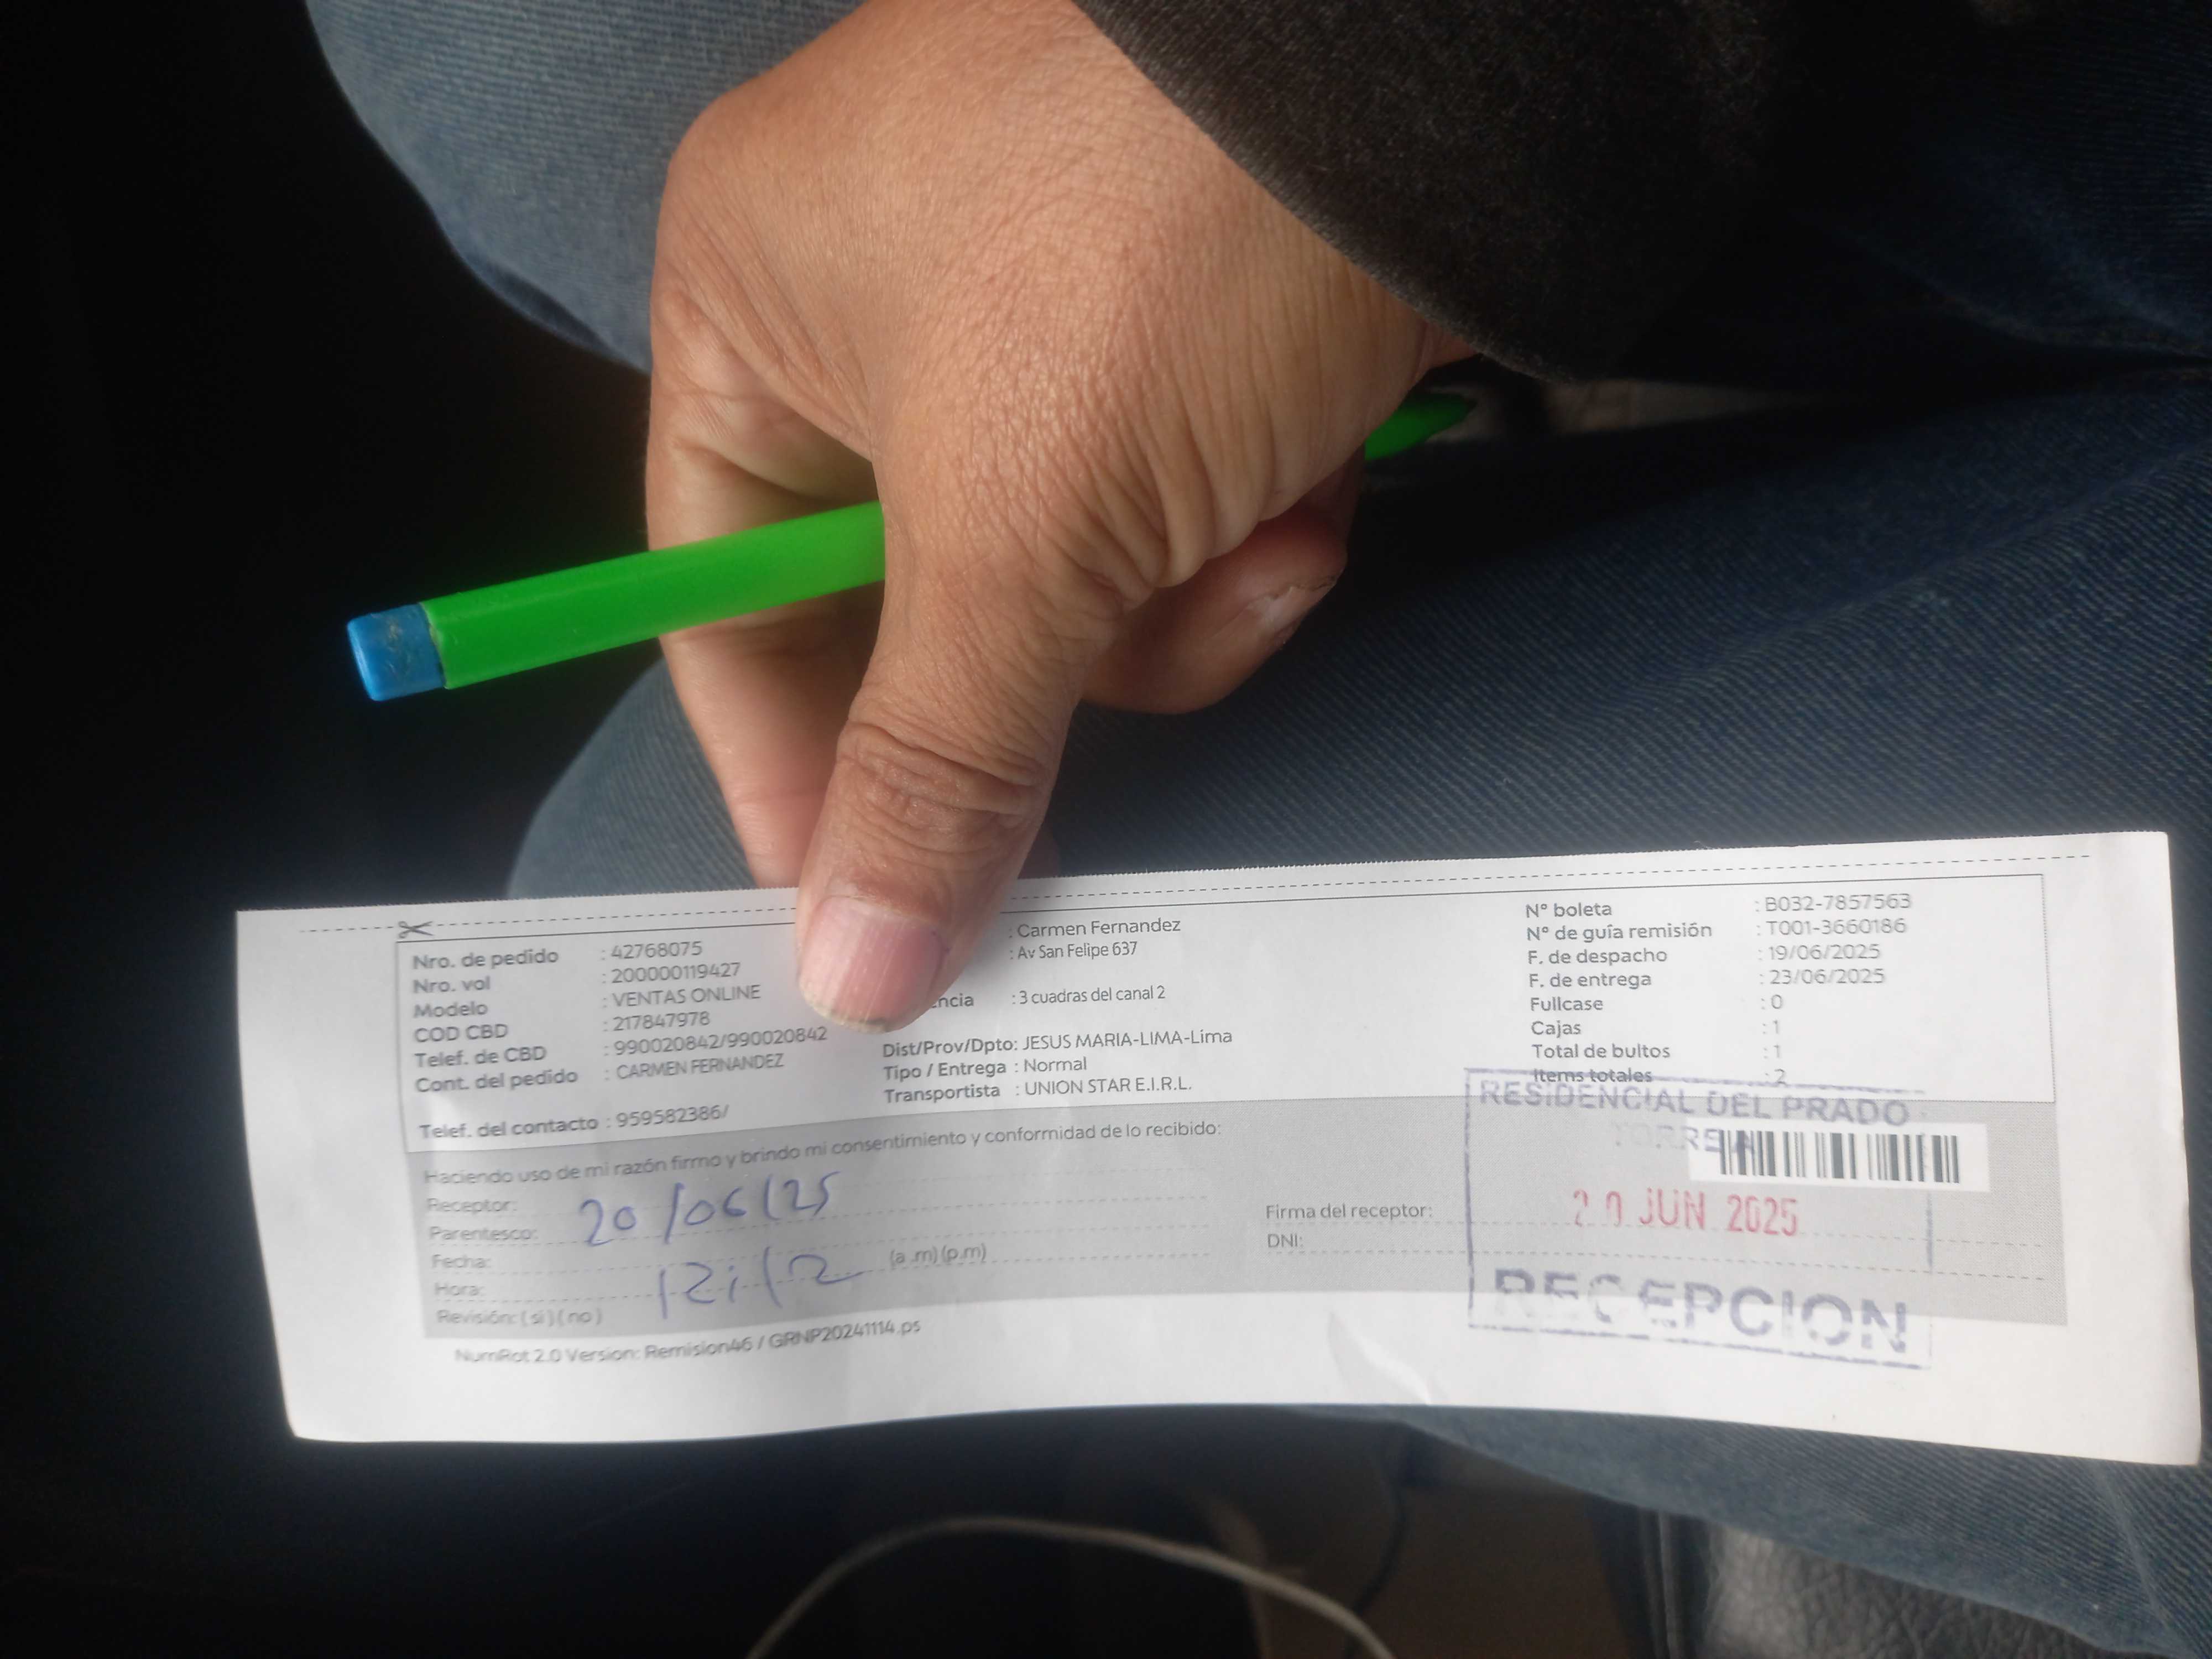 Nro. de pedido : 42768075
Nro. vol : 200000119427
Modelo : VENTAS ONLINE
COD CBD : 217847978
Telef. de CBD : 990020842/990020842
Cont. del pedido : CARMEN FERNANDEZ
Telef. del contacto : 959582386/
: Carmen Fernandez
: Av San Felipe 637
encia : 3 cuadras del canal 2
Dist/Prov/Dpto: JESUS MARIA-LIMA-Lima
Tipo / Entrega : Normal
Transportista : UNION STAR E.I.R.L.
N° boleta : B032-7857563
N° de guía remisión : T001-3660186
F. de despacho : 19/06/2025
F. de entrega : 23/06/2025
Fullcase : 0
Cajas : 1
Total de bultos : 1
Items totales : 2
Haciendo uso de mi razón firmo y brindo mi consentimiento y conformidad de lo recibido:
Receptor:
Parentesco: 20/06/25
Fecha:
Hora: 12:12 (a .m) (p.m)
Revisión: ( si ) ( no )
Firma del receptor:
DNI:
RESIDENCIAL DEL PRADO
TORRE A
20 JUN 2025
RECEPCION
NumRot 2.0 Version: Remision46 / GRNP20241114.ps